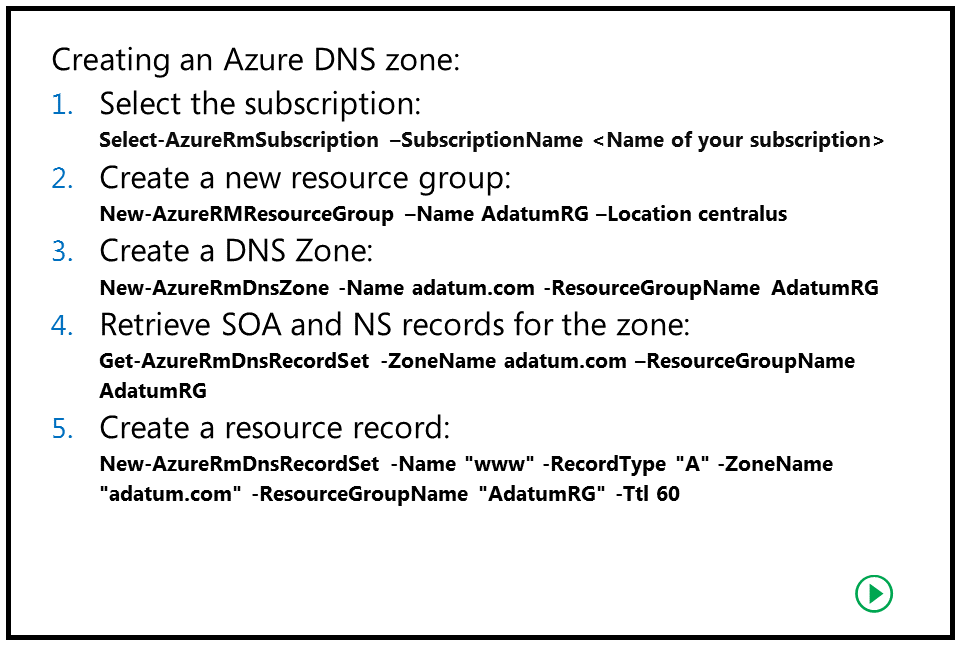 Creating an Azure DNS zone:
1. Select the subscription:
Select-AzureRmSubscription –SubscriptionName <Name of your subscription>
2. Create a new resource group:
New-AzureRMResourceGroup –Name AdatumRG –Location centralus
3. Create a DNS Zone:
New-AzureRmDnsZone -Name adatum.com -ResourceGroupName AdatumRG
4. Retrieve SOA and NS records for the zone:
Get-AzureRmDnsRecordSet -ZoneName adatum.com –ResourceGroupName
AdatumRG
5. Create a resource record:
New-AzureRmDnsRecordSet -Name "www" -RecordType "A" -ZoneName
"adatum.com" -ResourceGroupName "AdatumRG" -Ttl 60